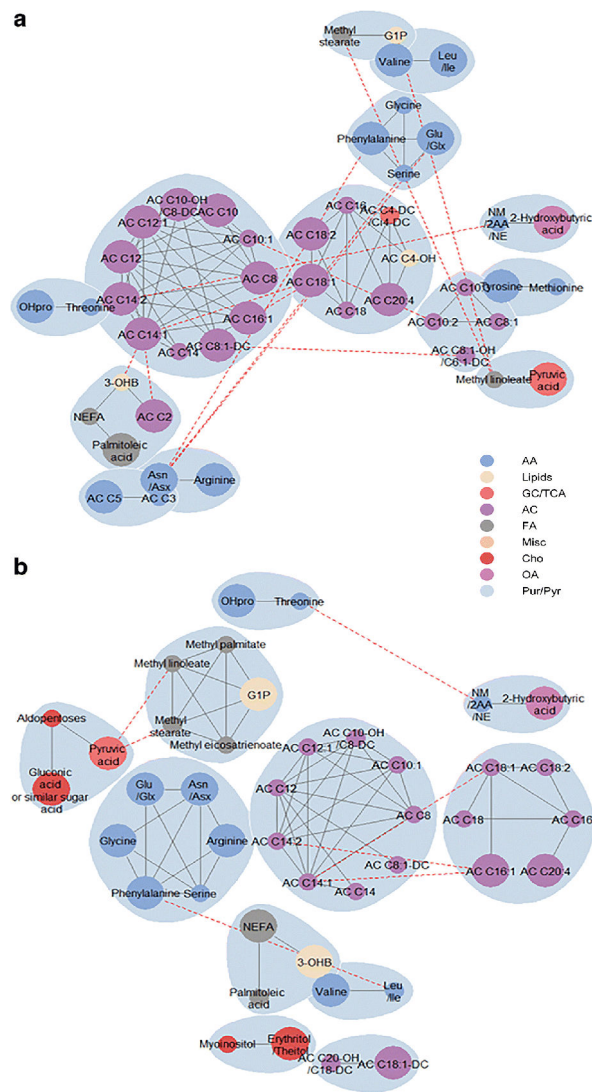 a
Methyl
stearate
G1P
Valine
Leu
/Ile
Glycine
Phenylalanine
Glu
/Glx
Serine
AC C10-OH
/C8-DC
AC C10
AC C12:1
AC C10:1
AC C12
AC C8
AC C14:2
AC C16:1
AC C14:1
AC C14
AC C8:1-DC
AC C16
AC C4-DC
/C4-DC
AC C18:2
AC C4-OH
AC C18:1
AC C20:4
AC C18
NM
/2AA
/NE
2-Hydroxybutyric
acid
AC C10:1
Tyrosine
Methionine
AC C10:2
AC C8:1
AC C8:1-OH
/C6:1-DC
Methyl linoleate
Pyruvic
acid
OHpro
Threonine
3-OHB
NEFA
AC C2
Palmitoleic
acid
Asn
/Asx
Arginine
AC C5
AC C3
AA
Lipids
GC/TCA
AC
FA
Misc
Cho
OA
Pur/Pyr
b
OHpro
Threonine
Methyl palmitate
Methyl linoleate
G1P
Methyl
stearate
Methyl eicosatrienoate
Aldopentoses
Pyruvic
acid
Gluconic acid
or similar sugar
acid
NM
/2AA
/NE
2-Hydroxybutyric
acid
Glu
/Glx
Asn
/Asx
Glycine
Arginine
Phenylalanine
Serine
AC C10-OH
/C8-DC
AC C12:1
AC C10:1
AC C12
AC C8
AC C14:2
AC C8:1-DC
AC C14:1
AC C14
AC C18:1
AC C18:2
AC C18
AC C16
AC C16:1
AC C20:4
NEFA
3-OHB
Palmitoleic
acid
Valine
Leu
/Ile
Myoinositol
Erythritol
/Theitol
AC C20-OH
/C18-DC
AC C18:1-DC